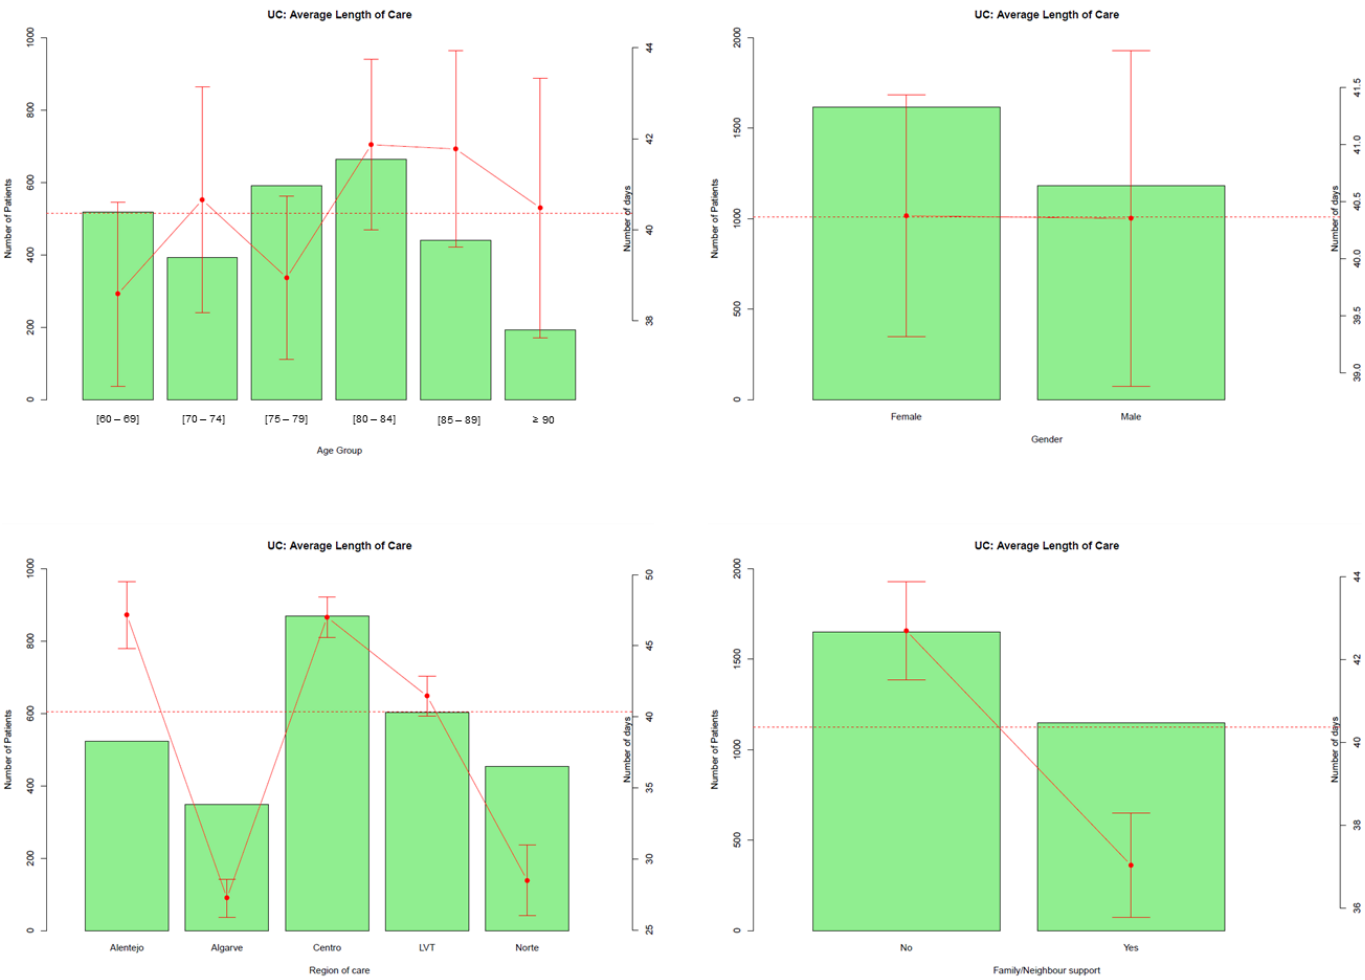 UC: Average Length of Care
Number of Patients
0
200
400
600
800
1000
Number of days
38
40
42
44
[60 – 69] [70 – 74] [75 – 79] [80 – 84] [85 – 89] ≥ 90
Age Group
UC: Average Length of Care
Number of Patients
0
500
1000
1500
2000
Number of days
39.0
39.5
40.0
40.5
41.0
41.5
Female Male
Gender
UC: Average Length of Care
Number of Patients
0
200
400
600
800
1000
Number of days
25
30
35
40
45
50
Alentejo Algarve Centro LVT Norte
Region of care
UC: Average Length of Care
Number of Patients
0
500
1000
1500
2000
Number of days
36
38
40
42
44
No Yes
Family/Neighbour support